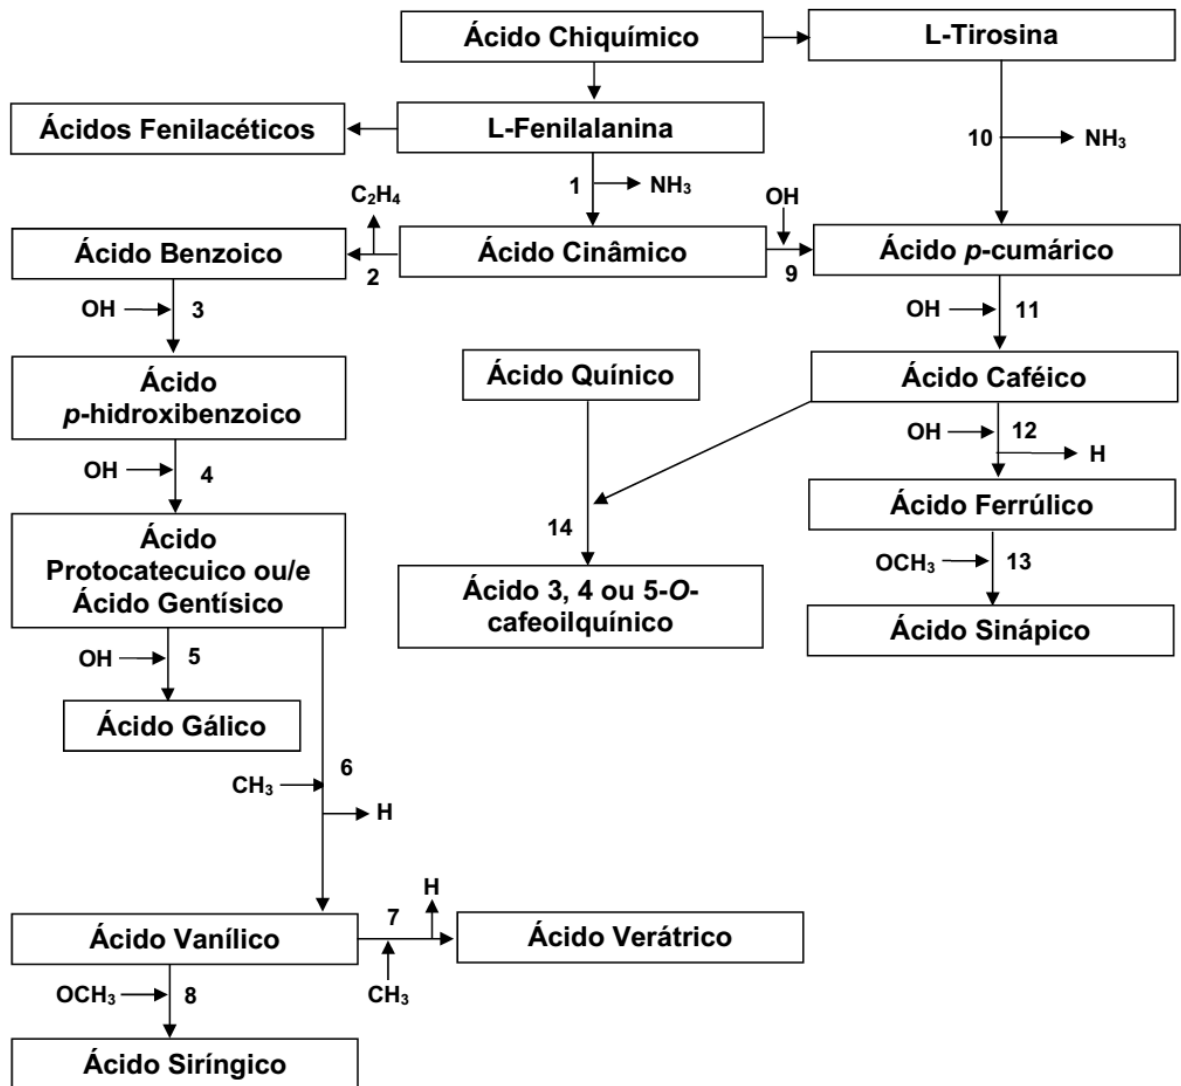 Ácido Chiquímico
L-Tirosina
Ácidos Fenilacéticos
L-Fenilalanina
10
NH₃
1
NH₃
C₂H₄
OH
Ácido Benzoico
2
Ácido Cinâmico
9
Ácido p-cumárico
OH
3
OH
11
Ácido
p-hidroxibenzoico
Ácido Quínico
Ácido Caféico
OH
4
OH
12
H
Ácido
Protocatecuico ou/e
Ácido Gentísico
14
Ácido Ferrúlico
OCH₃
13
Ácido 3, 4 ou 5-O-
cafeoilquínico
Ácido Sinápico
OH
5
Ácido Gálico
CH₃
6
H
Ácido Vanílico
7
H
CH₃
Ácido Verátrico
OCH₃
8
Ácido Siríngico